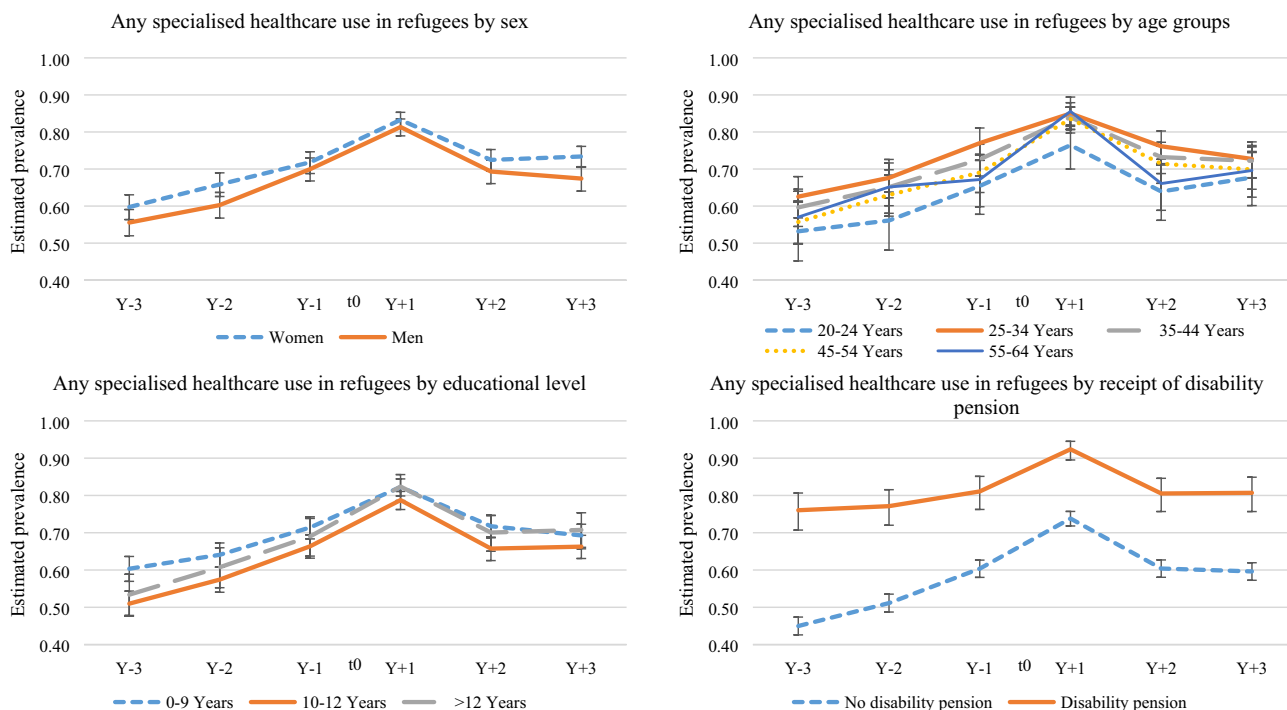 Any specialised healthcare use in refugees by sex
Estimated prevalence
1.00
0.90
0.80
0.70
0.60
0.50
0.40
Y-3 Y-2 Y-1 t0 Y+1 Y+2 Y+3
Women Men
Any specialised healthcare use in refugees by age groups
Estimated prevalence
1.00
0.90
0.80
0.70
0.60
0.50
0.40
Y-3 Y-2 Y-1 t0 Y+1 Y+2 Y+3
20-24 Years 25-34 Years 35-44 Years
45-54 Years 55-64 Years
Any specialised healthcare use in refugees by educational level
Estimated prevalence
1.00
0.90
0.80
0.70
0.60
0.50
0.40
Y-3 Y-2 Y-1 t0 Y+1 Y+2 Y+3
0-9 Years 10-12 Years >12 Years
Any specialised healthcare use in refugees by receipt of disability
pension
Estimated prevalence
1.00
0.90
0.80
0.70
0.60
0.50
0.40
Y-3 Y-2 Y-1 t0 Y+1 Y+2 Y+3
No disability pension Disability pension